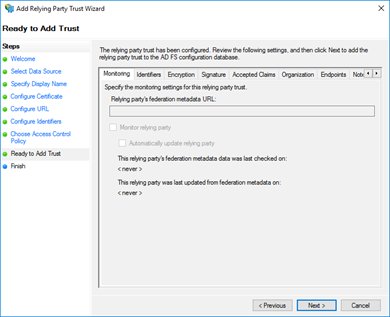 Add Relying Party Trust Wizard
Ready to Add Trust
Steps
Welcome
Select Data Source
Specify Display Name
Configure Certificate
Configure URL
Configure Identifiers
Choose Access Control
Policy
Ready to Add Trust
Finish
The relying party trust has been configured. Review the following settings, and then click Next to add the
relying party trust to the AD FS configuration database.
Monitoring Identifiers Encryption Signature Accepted Claims Organization Endpoints Note
Specify the monitoring settings for this relying party trust.
Relying party's federation metadata URL:
Monitor relying party
Automatically update relying party
This relying party's federation metadata data was last checked on:
< never >
This relying party was last updated from federation metadata on:
< never >
< Previous Next > Cancel